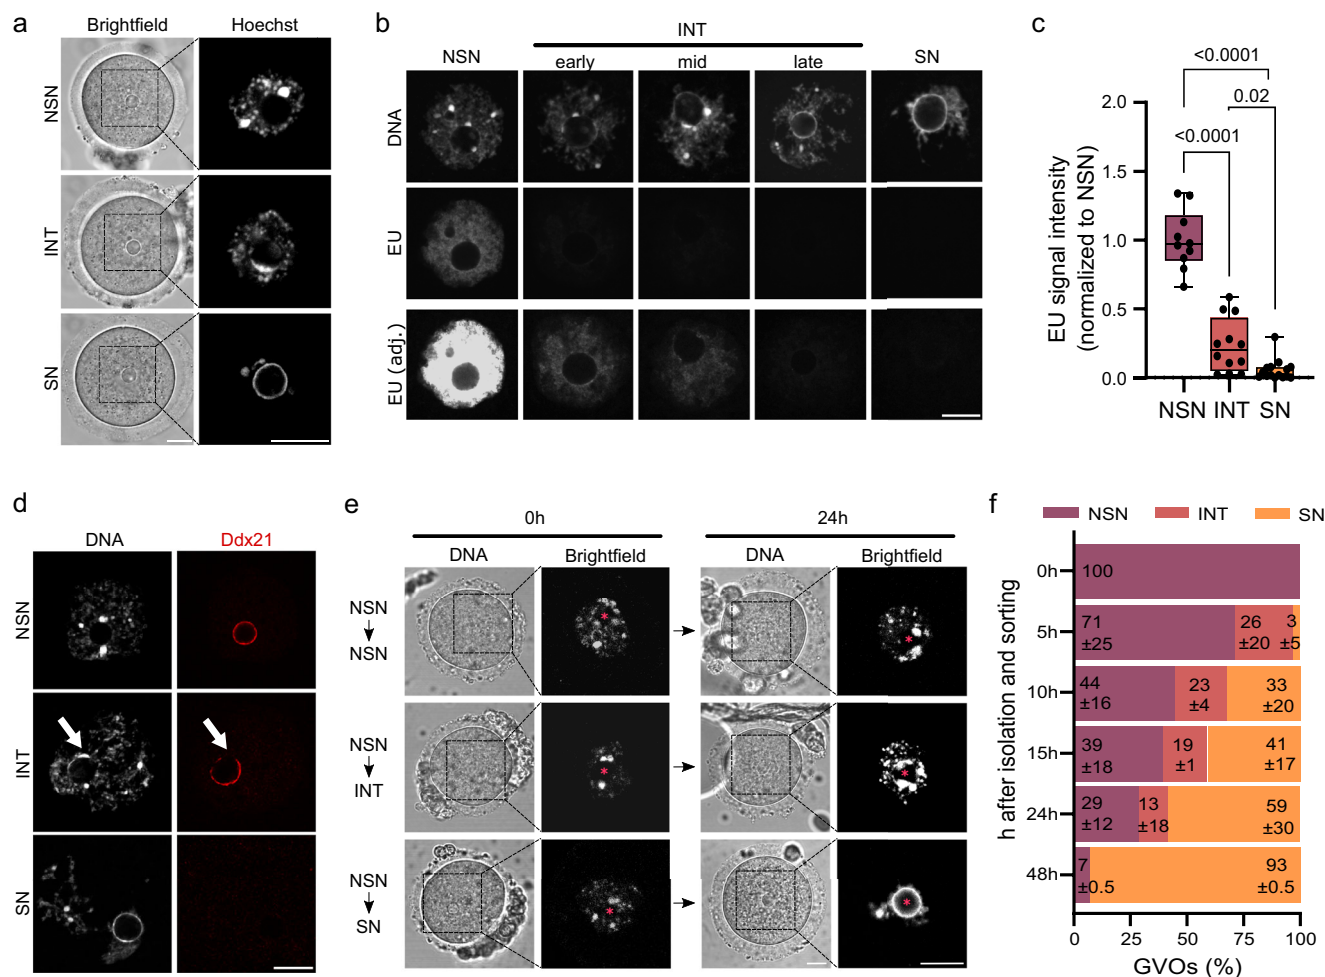 a
Brightfield
Hoechst
NSN
INT
SN
b
INT
NSN
early
mid
late
SN
DNA
EU
EU (adj.)
c
<0.0001
0.02
<0.0001
EU signal intensity
(normalized to NSN)
2.0
1.5
1.0
0.5
0.0
NSN INT SN
d
DNA
Ddx21
NSN
INT
SN
e
0h
24h
DNA
Brightfield
DNA
Brightfield
NSN
NSN
NSN
INT
NSN
SN
*
*
*
*
*
*
f
NSN
INT
SN
h after isolation and sorting
0h
100
5h
71
±25
26
±20
3
±5
10h
44
±16
23
±4
33
±20
15h
39
±18
19
±1
41
±17
24h
29
±12
13
±18
59
±30
48h
7
±0.5
93
±0.5
0 25 50 75 100
GVOs (%)